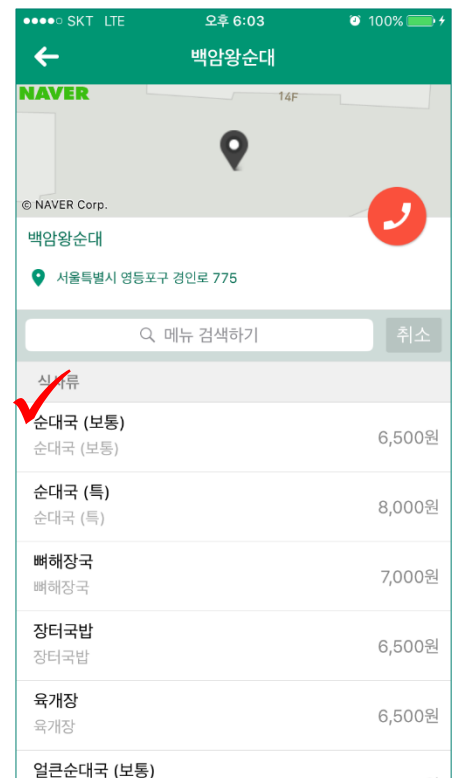 SKT LTE 오후 6:03 100%
백암왕순대
NAVER
14F
© NAVER Corp.
백암왕순대
서울특별시 영등포구 경인로 775
메뉴 검색하기 취소
식사류
순대국 (보통)
순대국 (보통) 6,500원
순대국 (특)
순대국 (특) 8,000원
뼈해장국
뼈해장국 7,000원
장터국밥
장터국밥 6,500원
육개장
육개장 6,500원
얼큰순대국 (보통)